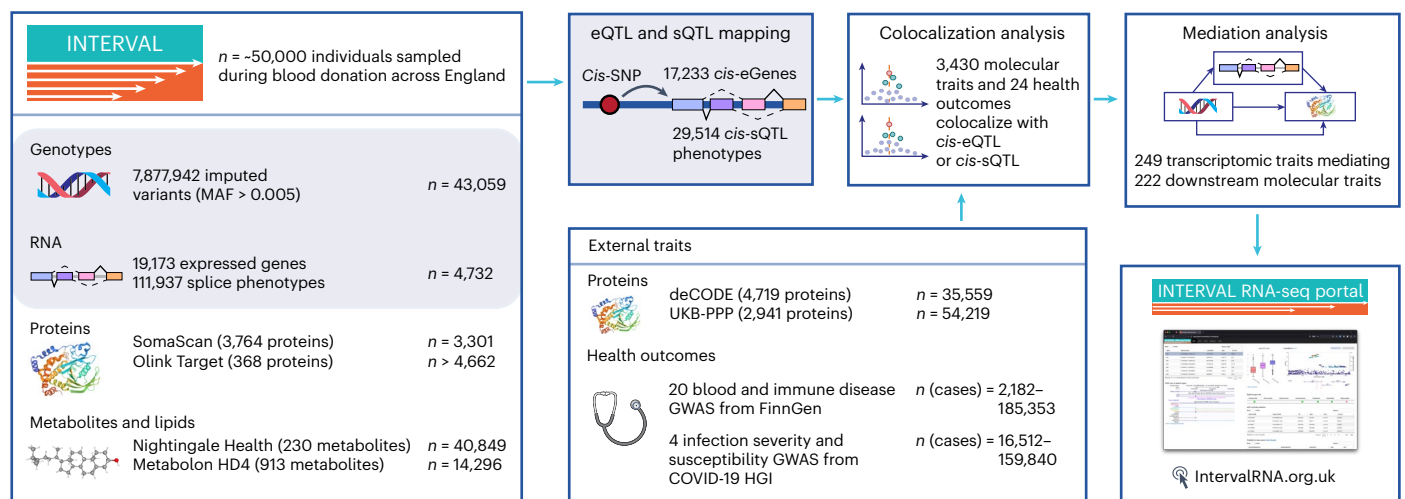 INTERVAL
n = ~50,000 individuals sampled
during blood donation across England
Genotypes
7,877,942 imputed
variants (MAF > 0.005)
n = 43,059
RNA
19,173 expressed genes
111,937 splice phenotypes
n = 4,732
Proteins
SomaScan (3,764 proteins) n = 3,301
Olink Target (368 proteins) n > 4,662
Metabolites and lipids
Nightingale Health (230 metabolites) n = 40,849
Metabolon HD4 (913 metabolites) n = 14,296
eQTL and sQTL mapping
Cis-SNP 17,233 cis-eGenes
29,514 cis-sQTL
phenotypes
Colocalization analysis
3,430 molecular
traits and 24 health
outcomes
colocalize with
cis-eQTL
or cis-sQTL
Mediation analysis
249 transcriptomic traits mediating
222 downstream molecular traits
External traits
Proteins
deCODE (4,719 proteins) n = 35,559
UKB-PPP (2,941 proteins) n = 54,219
Health outcomes
20 blood and immune disease n (cases) = 2,182–
GWAS from FinnGen 185,353
4 infection severity and n (cases) = 16,512–
susceptibility GWAS from 159,840
COVID-19 HGI
INTERVAL RNA-seq portal
IntervalRNA.org.uk